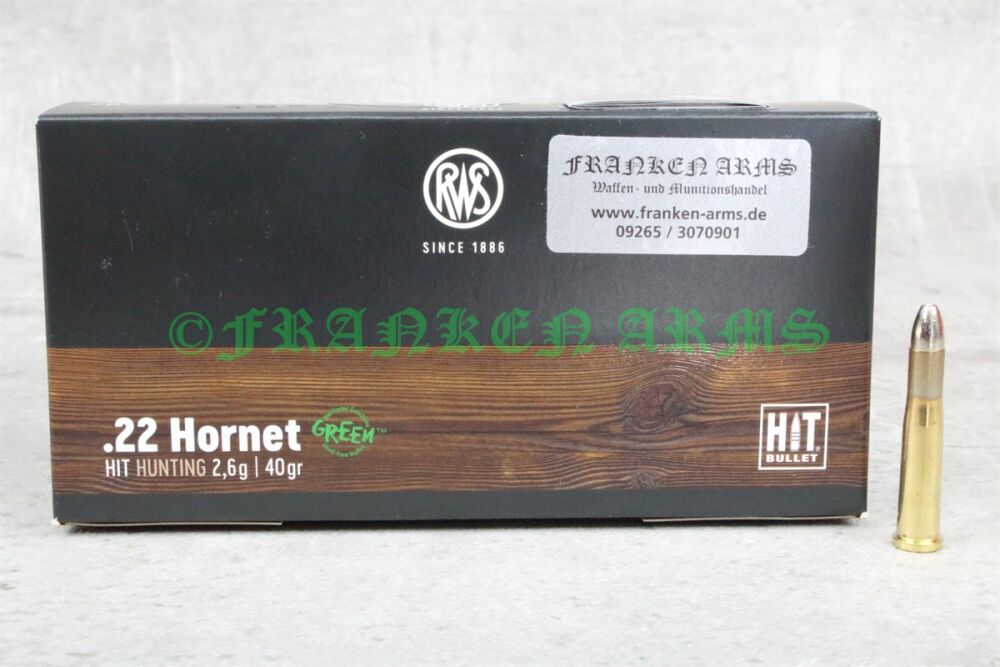 RWS
SINCE 1886
FRANKEN ARMS
Waffen- und Munitionshandel
www.franken-arms.de
09265 / 3070901
©FRANKEN ARMS
.22 Hornet
GREEN™
HIT HUNTING 2,6g | 40gr
HIT®
BULLET